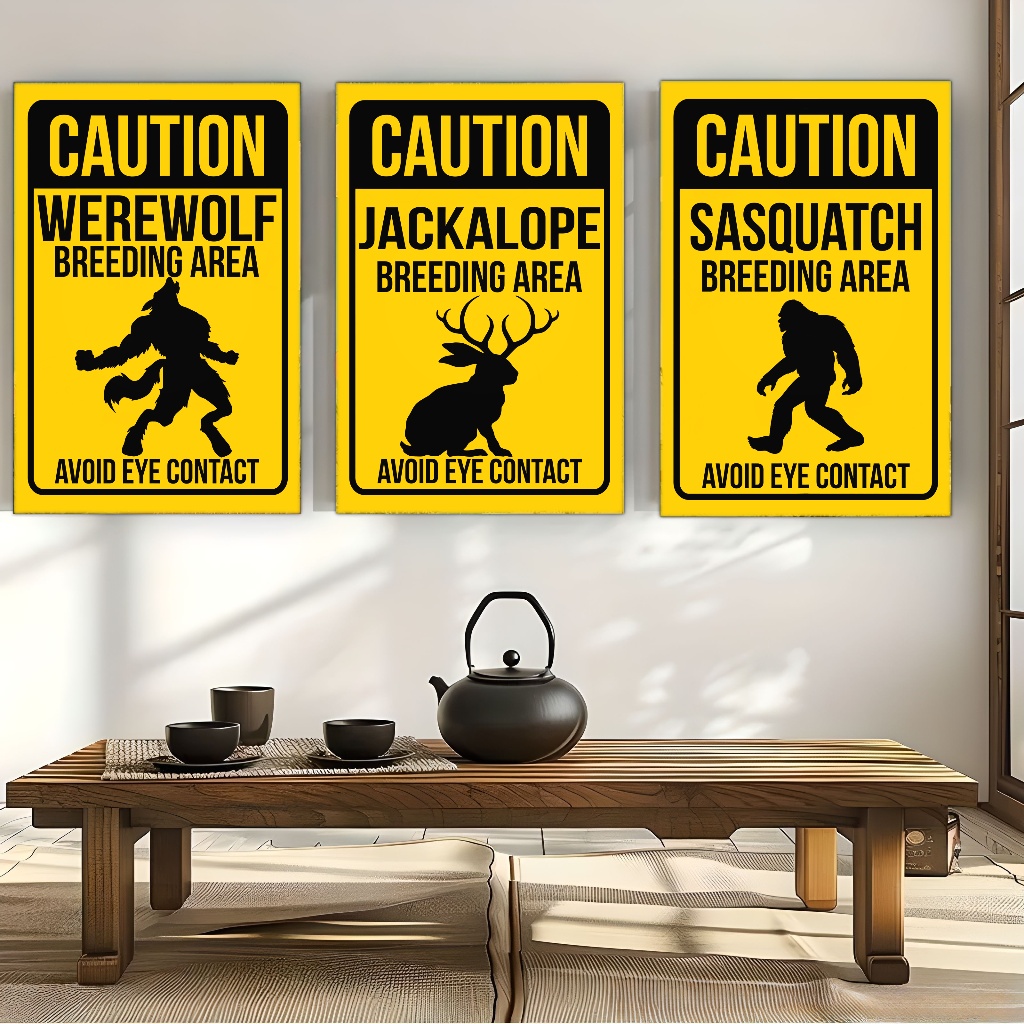 CAUTION
WEREWOLF
BREEDING AREA
AVOID EYE CONTACT
CAUTION
JACKALOPE
BREEDING AREA
AVOID EYE CONTACT
CAUTION
SASQUATCH
BREEDING AREA
AVOID EYE CONTACT